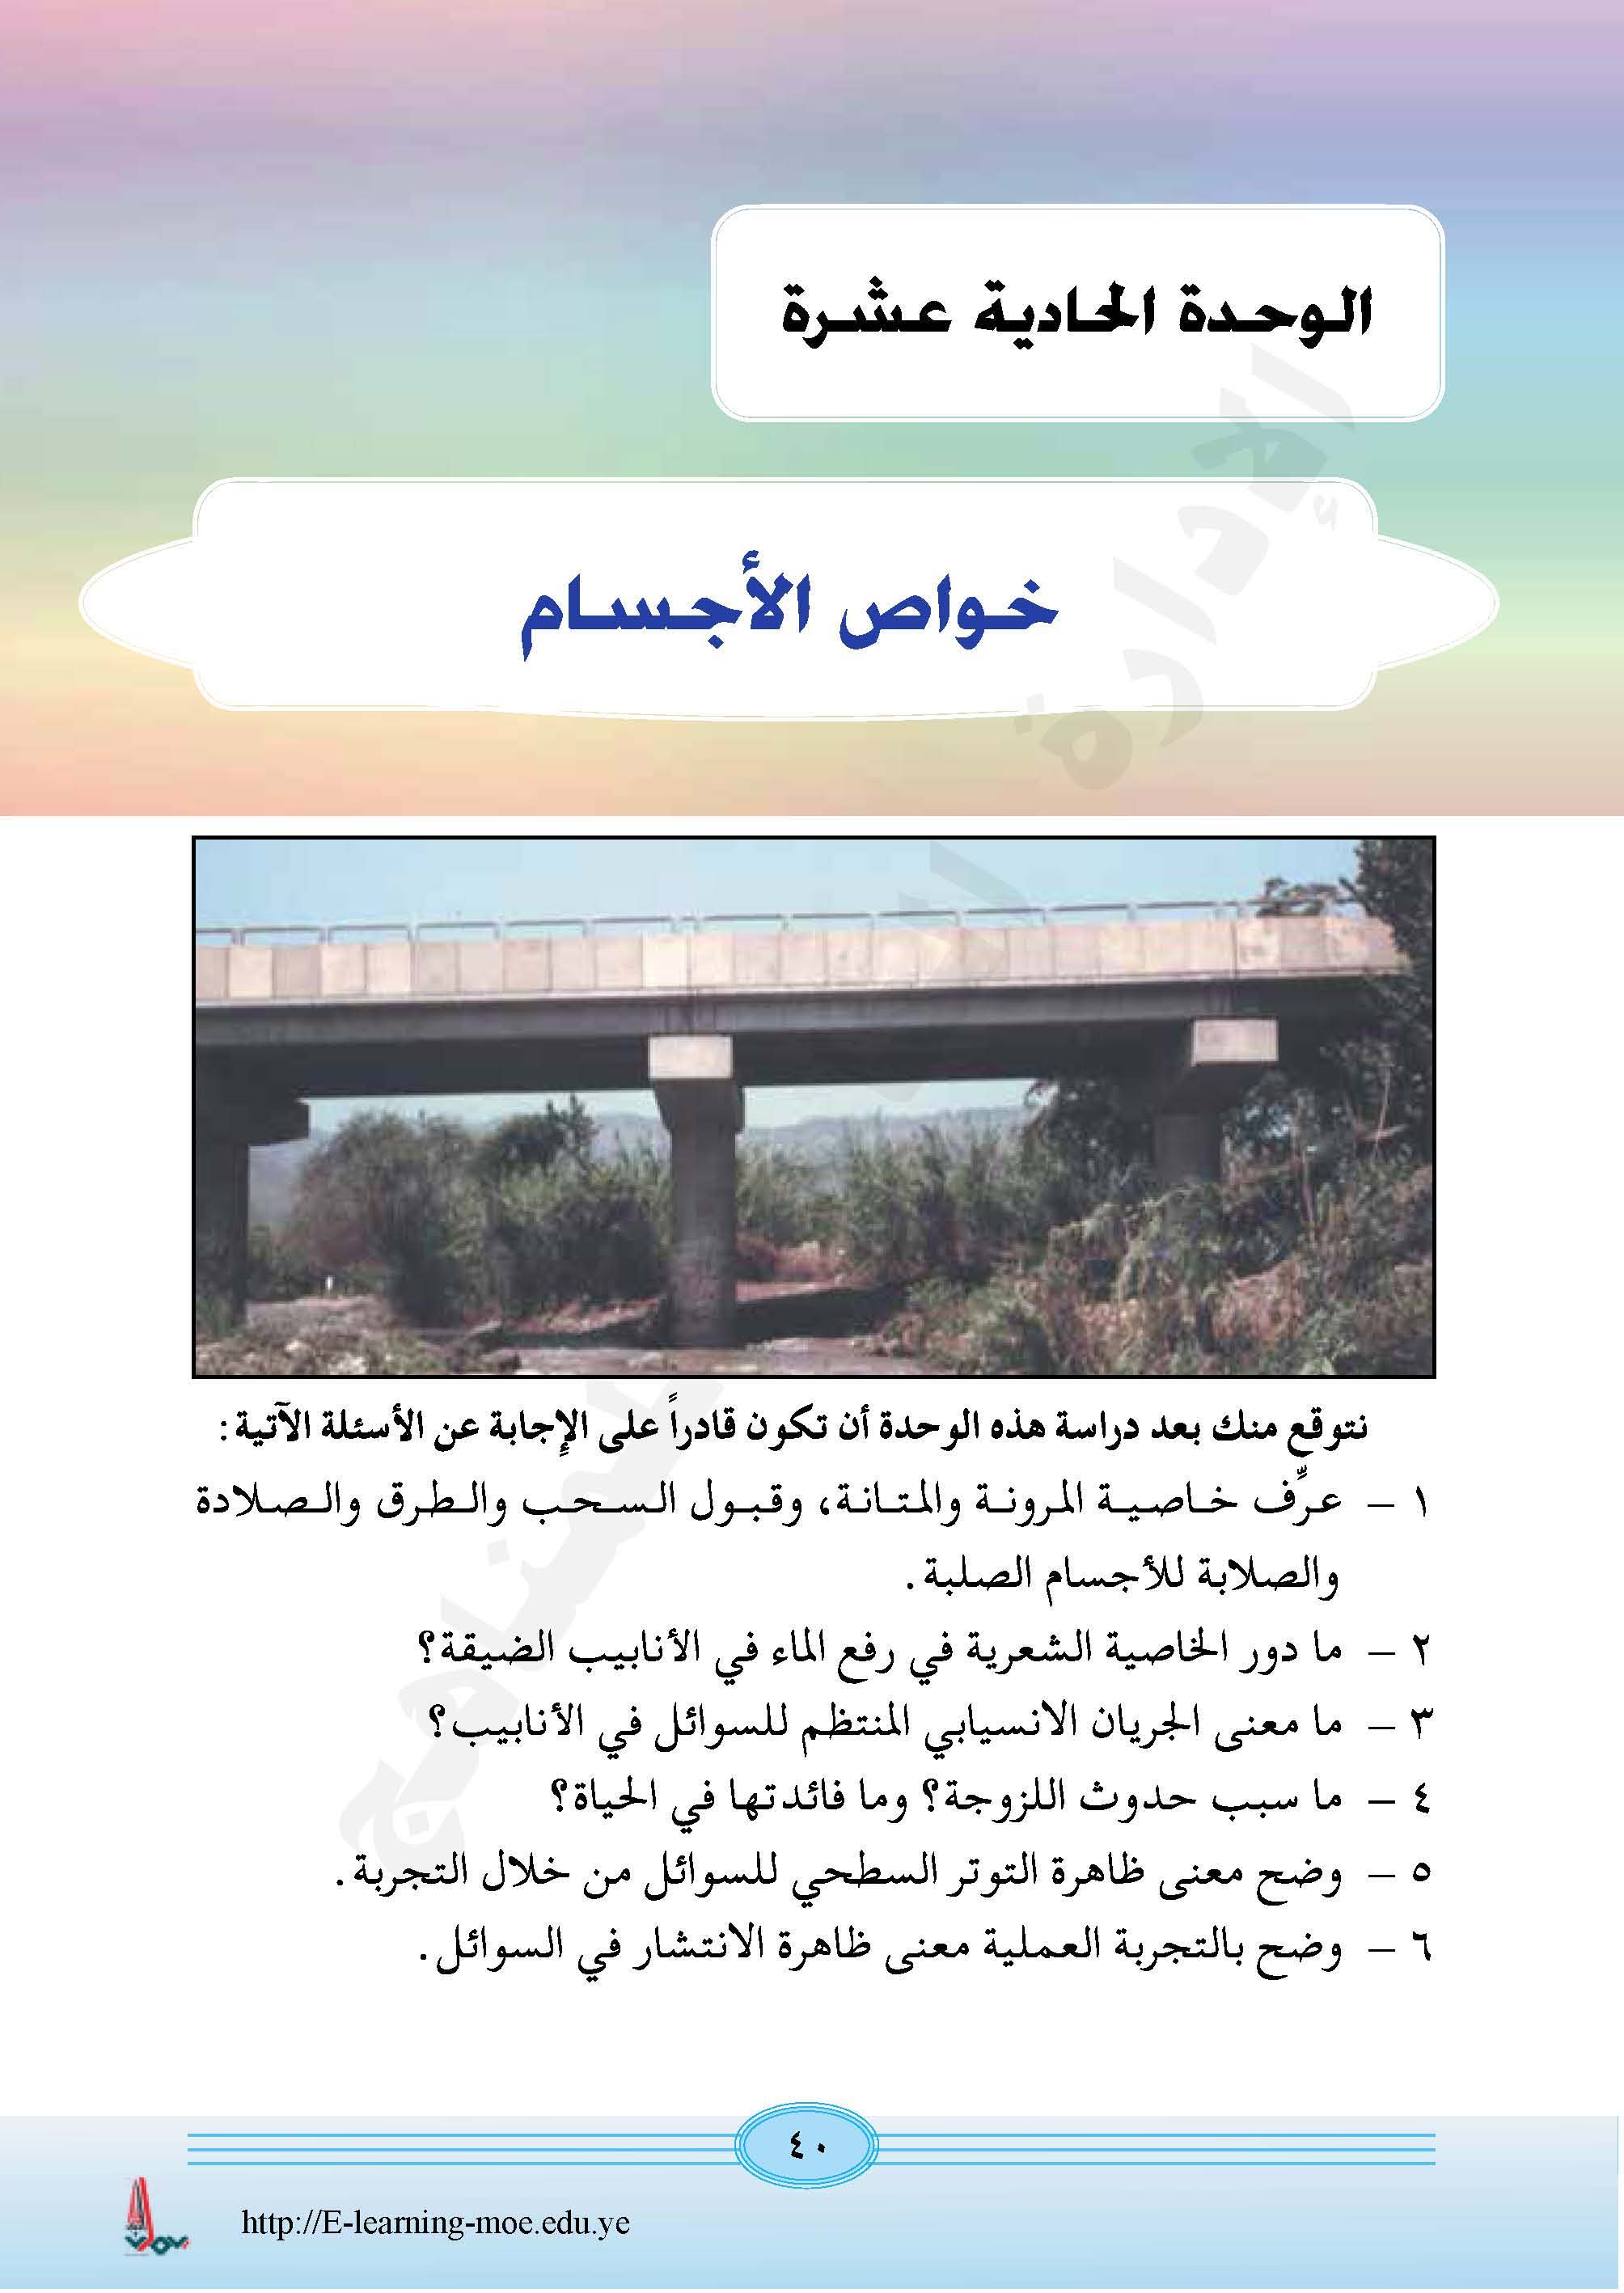 الوحدة الحادية عشرة
خواص الأجسام
نتوقع منك بعد دراسة هذه الوحدة أن تكون قادراً على الإجابة عن الأسئلة الآتية:
١ – عرِّف خاصية المرونة والمتانة، وقبول السحب والطرق والصلادة
والصلابة للأجسام الصلبة.
٢ – ما دور الخاصية الشعرية في رفع الماء في الأنابيب الضيقة؟
٣ – ما معنى الجريان الانسيابي المنتظم للسوائل في الأنابيب؟
٤ – ما سبب حدوث اللزوجة؟ وما فائدتها في الحياة؟
٥ – وضح معنى ظاهرة التوتر السطحي للسوائل من خلال التجربة.
٦ – وضح بالتجربة العملية معنى ظاهرة الانتشار في السوائل.
٤٠
http://E-learning-moe.edu.ye
الإدارة
للمناهج